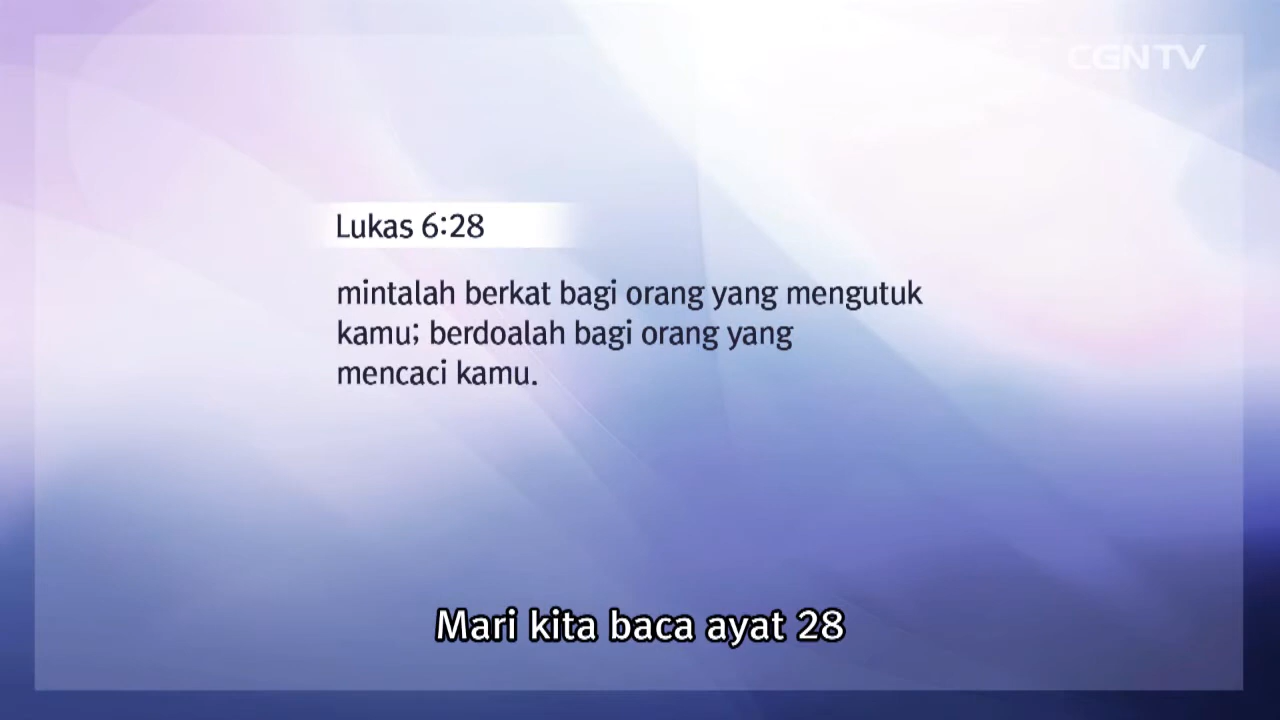 CGNTV
Lukas 6:28
mintalah berkat bagi orang yang mengutuk
kamu; berdoalah bagi orang yang
mencaci kamu.
Mari kita baca ayat 28